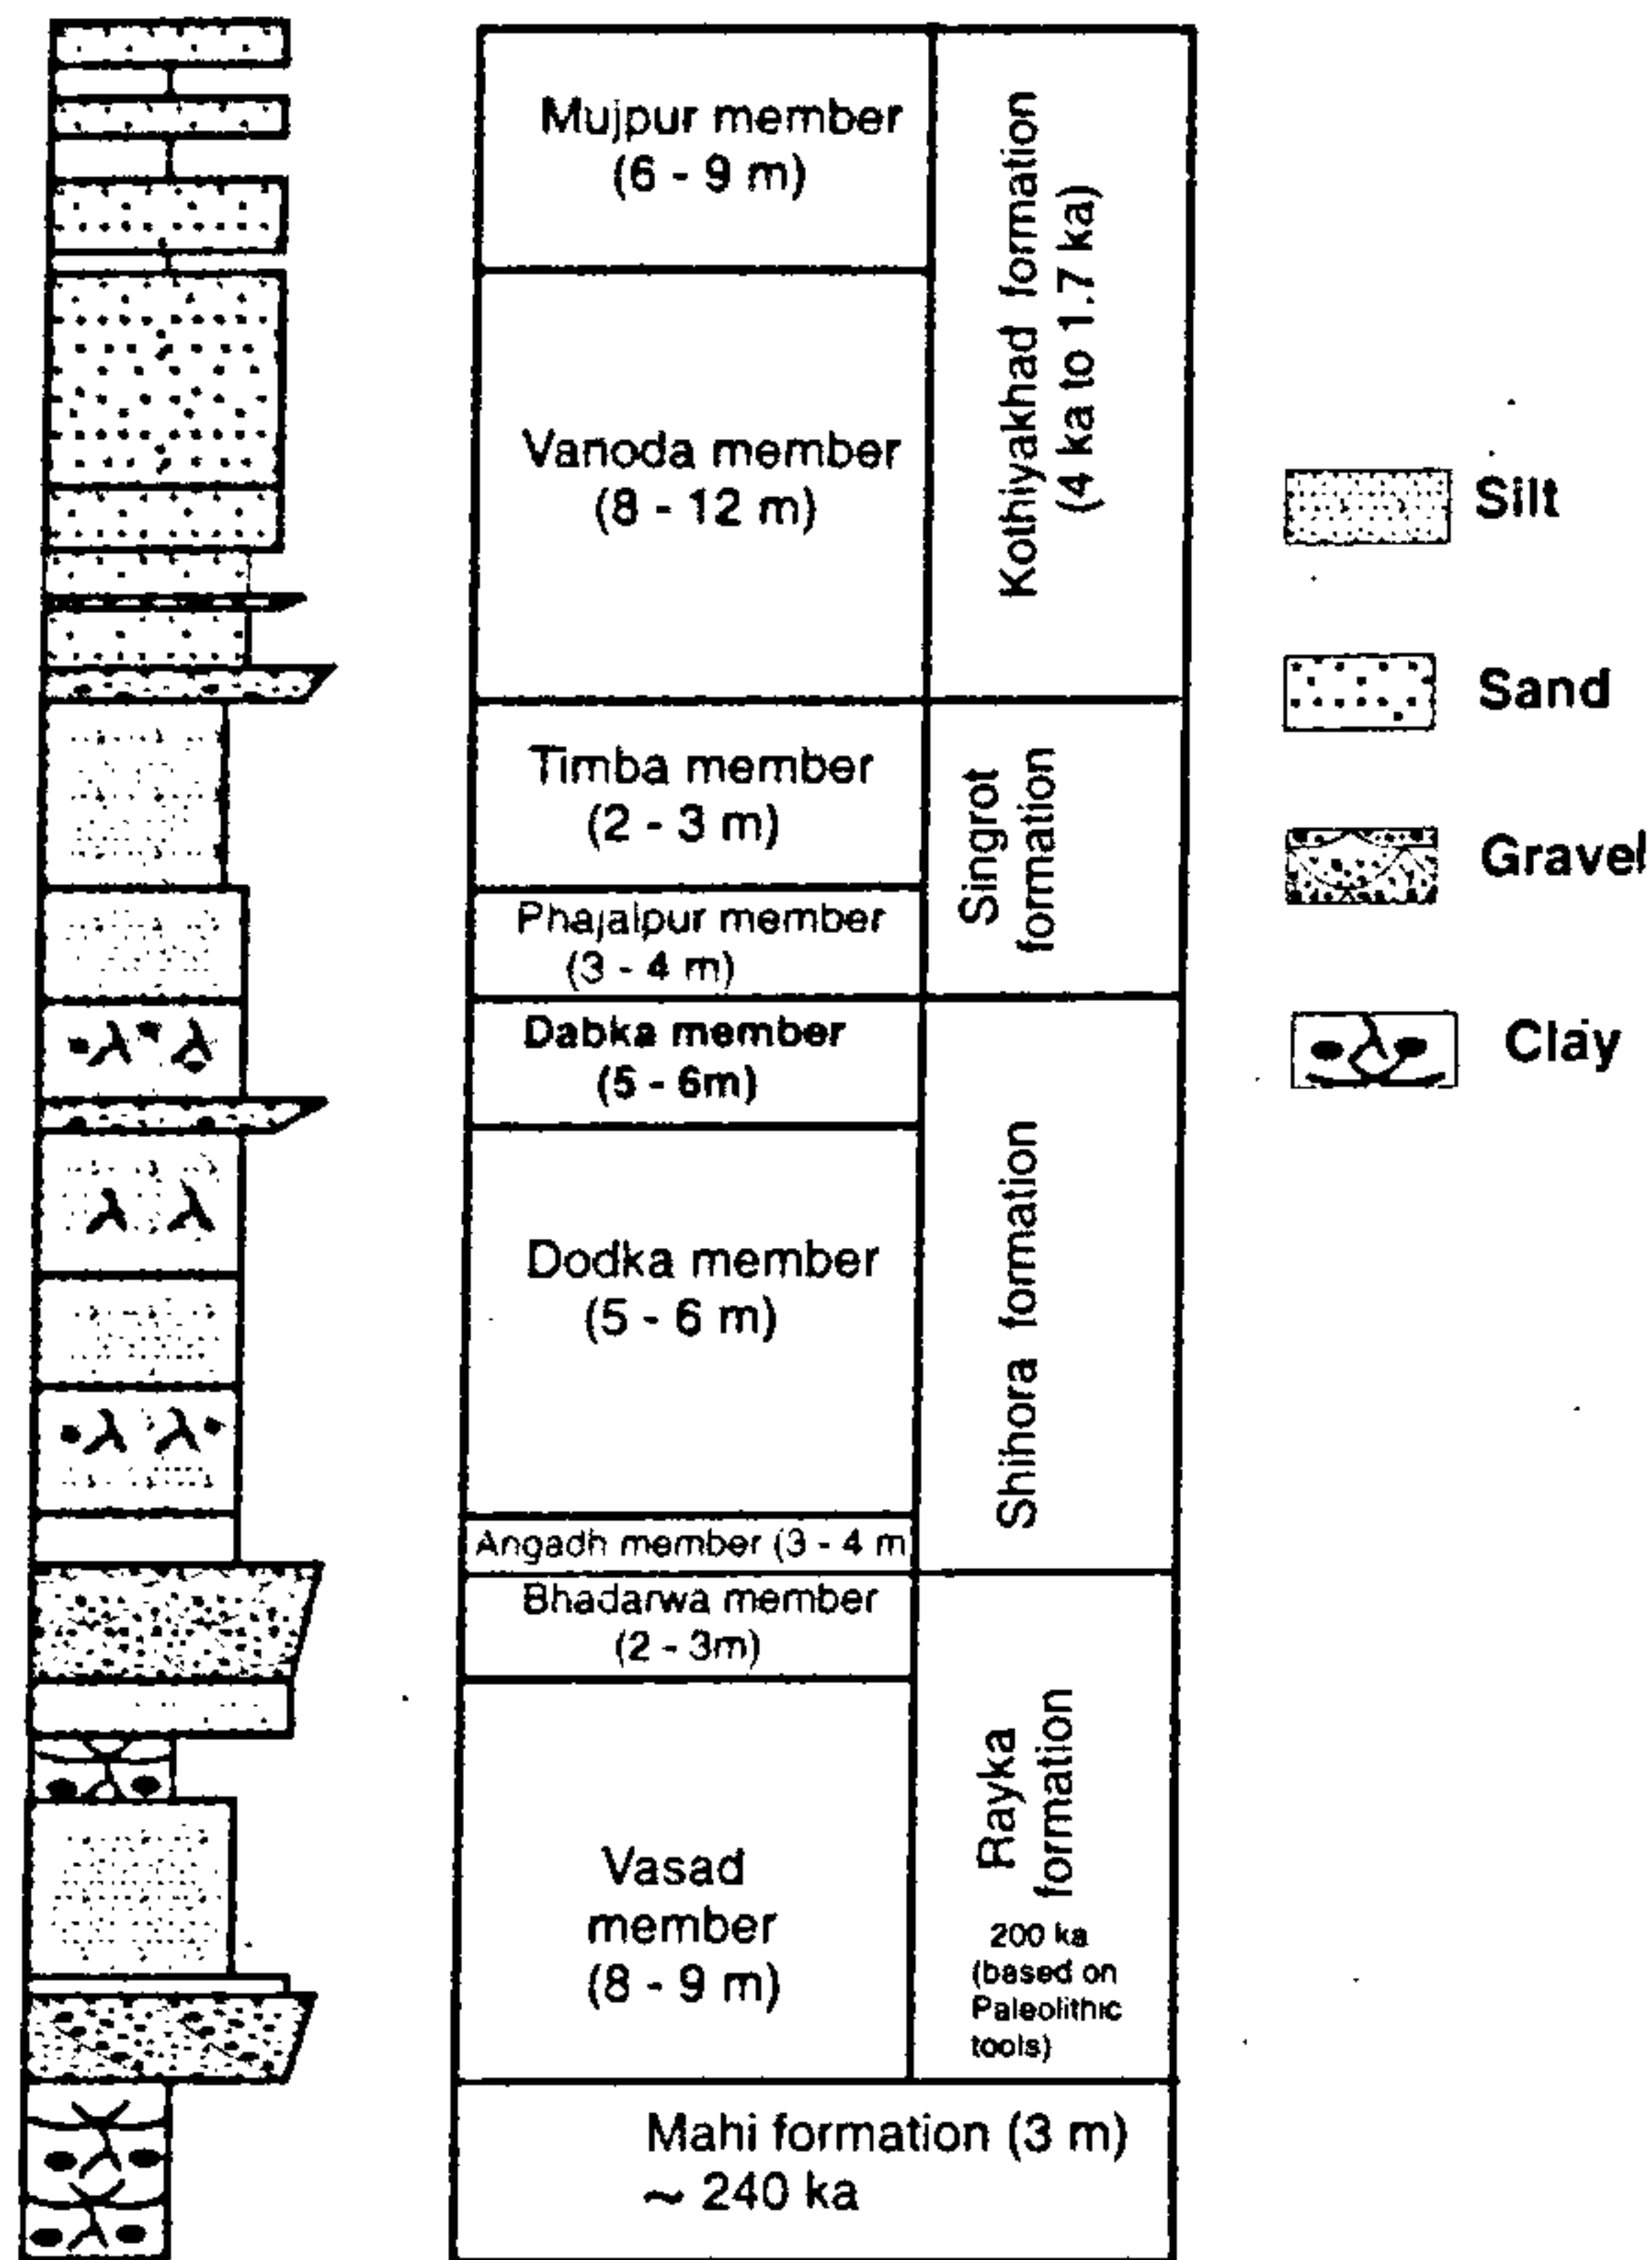 Mujpur member
(6 - 9 m)
Vanoda member
(8 - 12 m)
Kothiyakhad formation
(4 ka to 1.7 ka)
Timba member
(2 - 3 m)
Phajalpur member
(3 - 4 m)
Singrot
formation
Dabka member
(5 - 6m)
Dodka member
(5 - 6 m)
Angadh member (3 - 4 m
Shihora formation
Bhadarwa member
(2 - 3m)
Vasad
member
(8 - 9 m)
Rayka
formation
200 ka
(based on
Paleolithic
tools)
Mahi formation (3 m)
~ 240 ka
Silt
Sand
Gravel
Clay